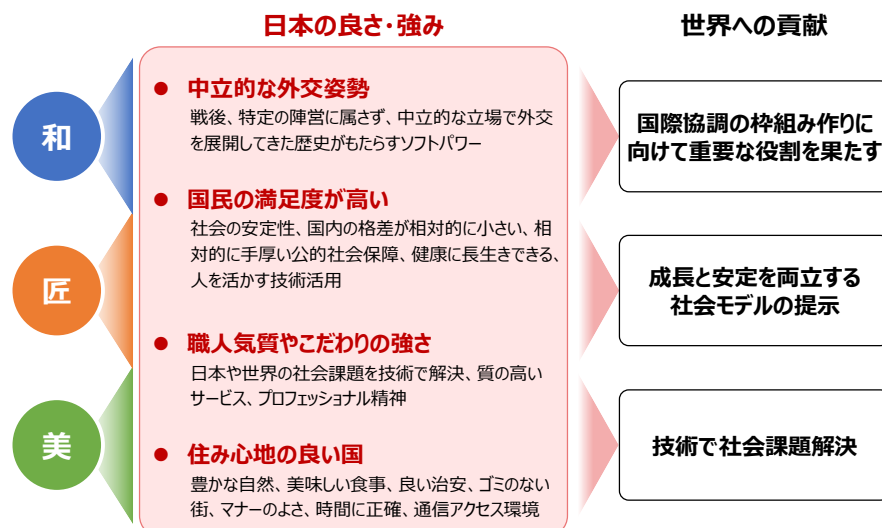 日本の良さ・強み
世界への貢献
和
匠
美
● 中立的な外交姿勢
戦後、特定の陣営に属さず、中立的な立場で外交
を展開してきた歴史がもたらすソフトパワー
● 国民の満足度が高い
社会の安定性、国内の格差が相対的に小さい、相
対的に手厚い公的社会保障、健康に長生きできる、
人を活かす技術活用
● 職人気質やこだわりの強さ
日本や世界の社会課題を技術で解決、質の高い
サービス、プロフェッショナル精神
● 住み心地の良い国
豊かな自然、美味しい食事、良い治安、ゴミのない
街、マナーのよさ、時間に正確、通信アクセス環境
国際協調の枠組み作りに
向けて重要な役割を果たす
成長と安定を両立する
社会モデルの提示
技術で社会課題解決